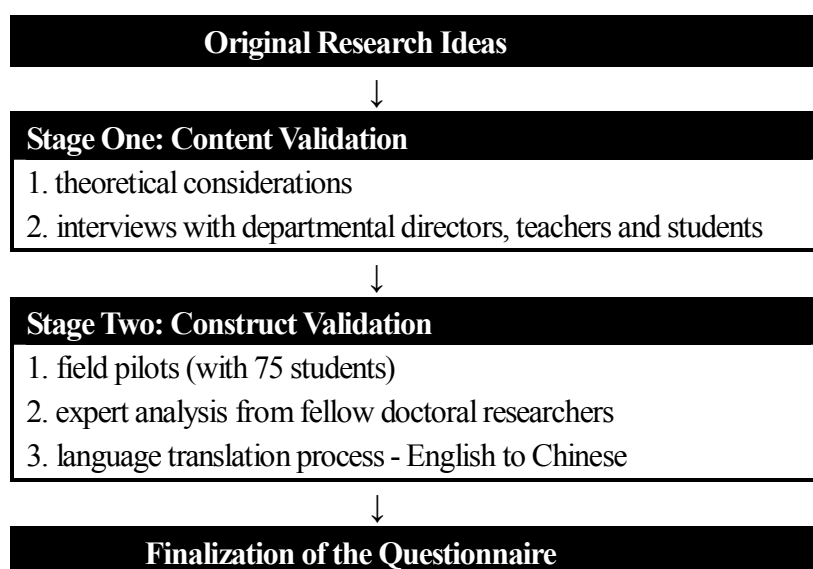 Original Research Ideas
↓
Stage One: Content Validation
1. theoretical considerations
2. interviews with departmental directors, teachers and students
↓
Stage Two: Construct Validation
1. field pilots (with 75 students)
2. expert analysis from fellow doctoral researchers
3. language translation process - English to Chinese
↓
Finalization of the Questionnaire